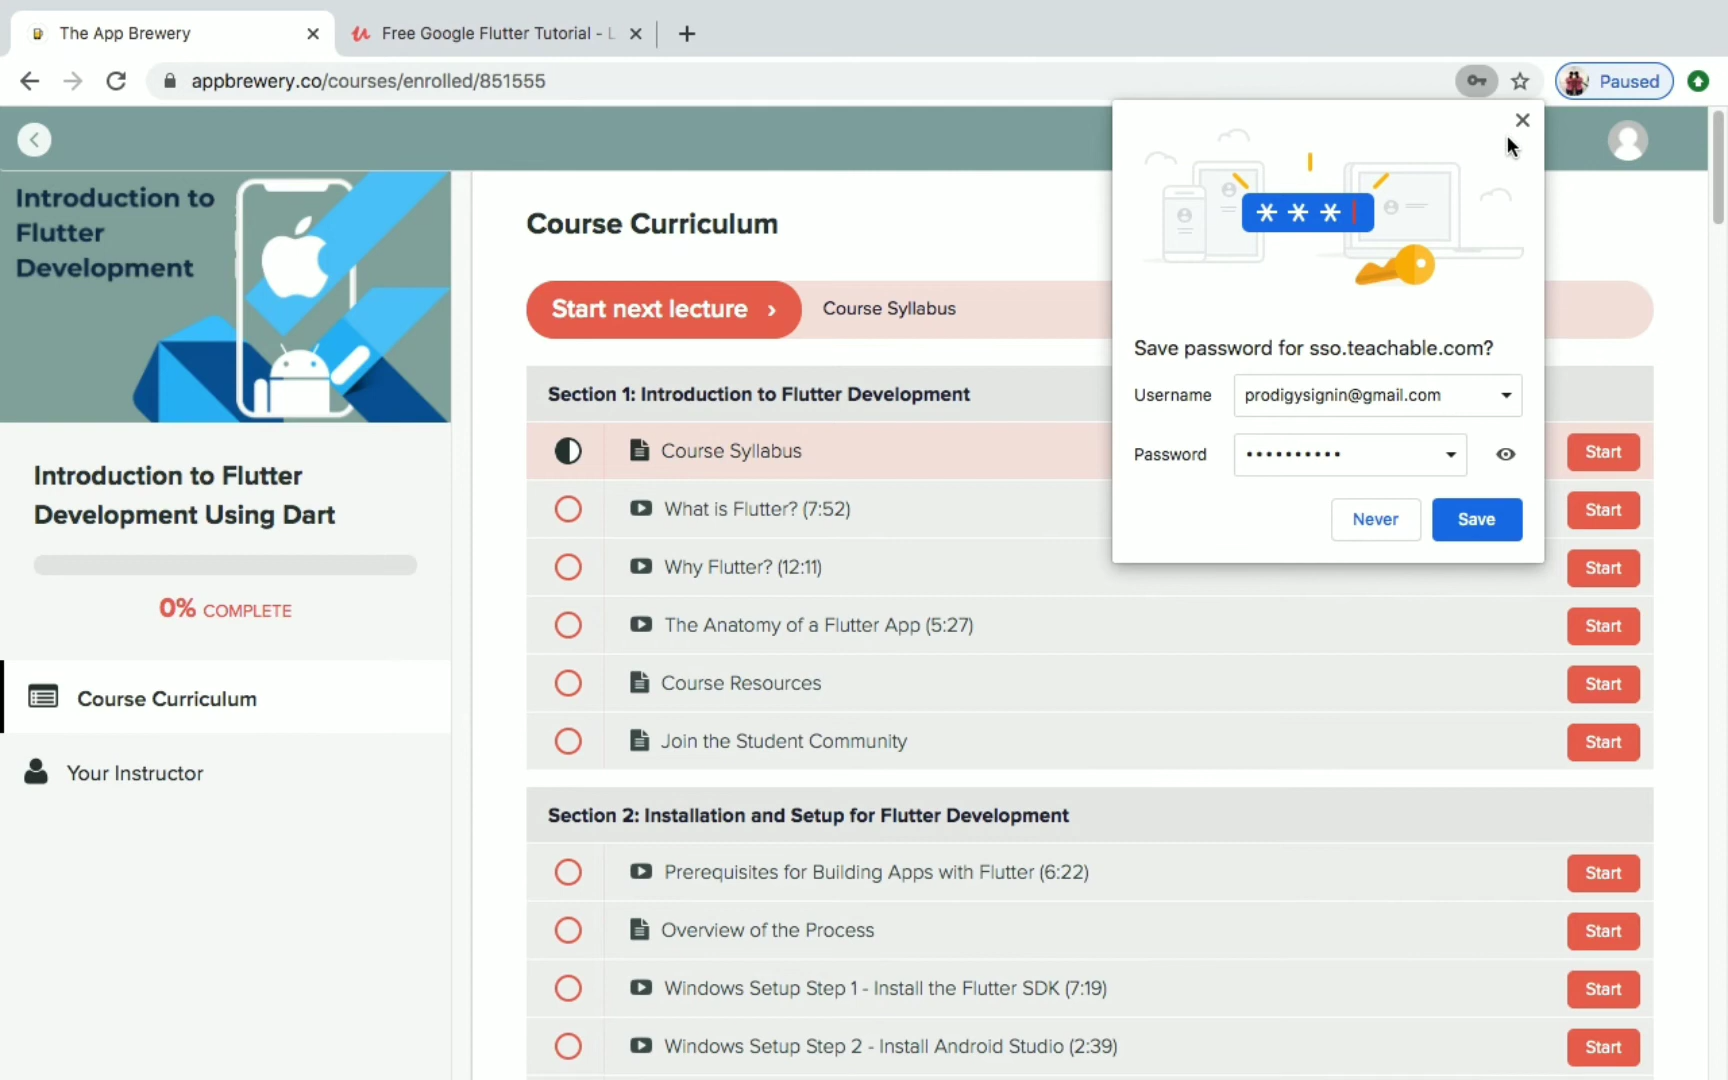 The App Brewery
Free Google Flutter Tutorial - L
appbrewery.co/courses/enrolled/851555
Paused
Introduction to
Flutter
Development
Introduction to Flutter
Development Using Dart
0% COMPLETE
Course Curriculum
Your Instructor
Course Curriculum
Start next lecture ›
Course Syllabus
Section 1: Introduction to Flutter Development
Course Syllabus
Start
What is Flutter? (7:52)
Start
Why Flutter? (12:11)
Start
The Anatomy of a Flutter App (5:27)
Start
Course Resources
Start
Join the Student Community
Start
Section 2: Installation and Setup for Flutter Development
Prerequisites for Building Apps with Flutter (6:22)
Start
Overview of the Process
Start
Windows Setup Step 1 - Install the Flutter SDK (7:19)
Start
Windows Setup Step 2 - Install Android Studio (2:39)
Start
***|
Save password for sso.teachable.com?
Username prodigysignin@gmail.com
Password ••••••••••
Never Save